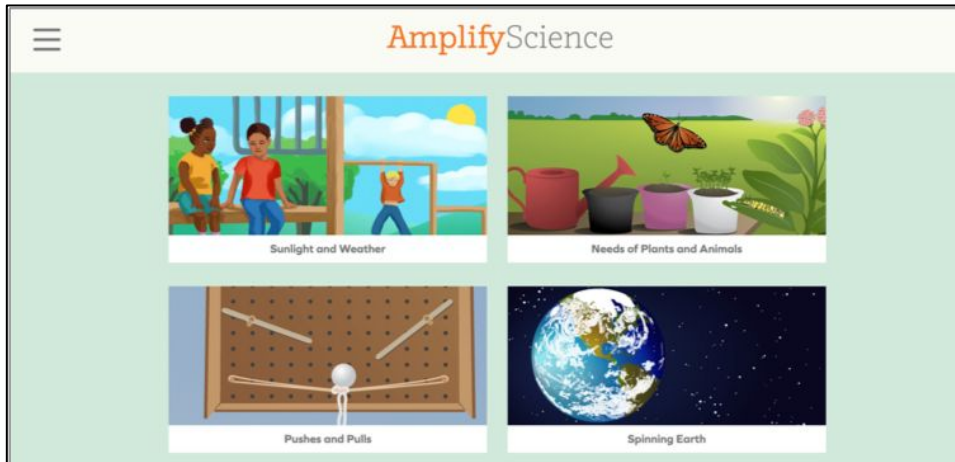 AmplifyScience
Sunlight and Weather
Needs of Plants and Animals
Pushes and Pulls
Spinning Earth